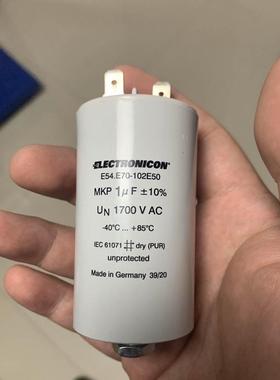 ELECTRONICON
E54.E70-102E50
MKP 1µF ±10%
UN 1700 V AC
-40°C ... +85°C
IEC 61071 # dry (PUR)
unprotected
Made in Germany 39/20